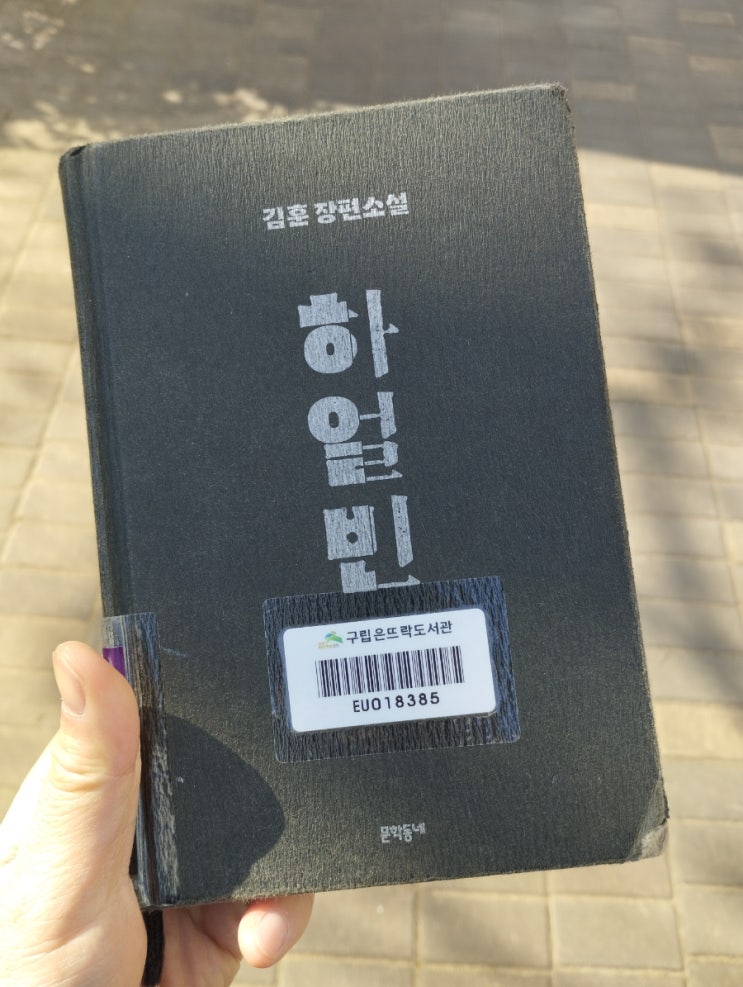 김훈 장편소설
하얼빈
구립은뜨락도서관
EU018385
문학동네